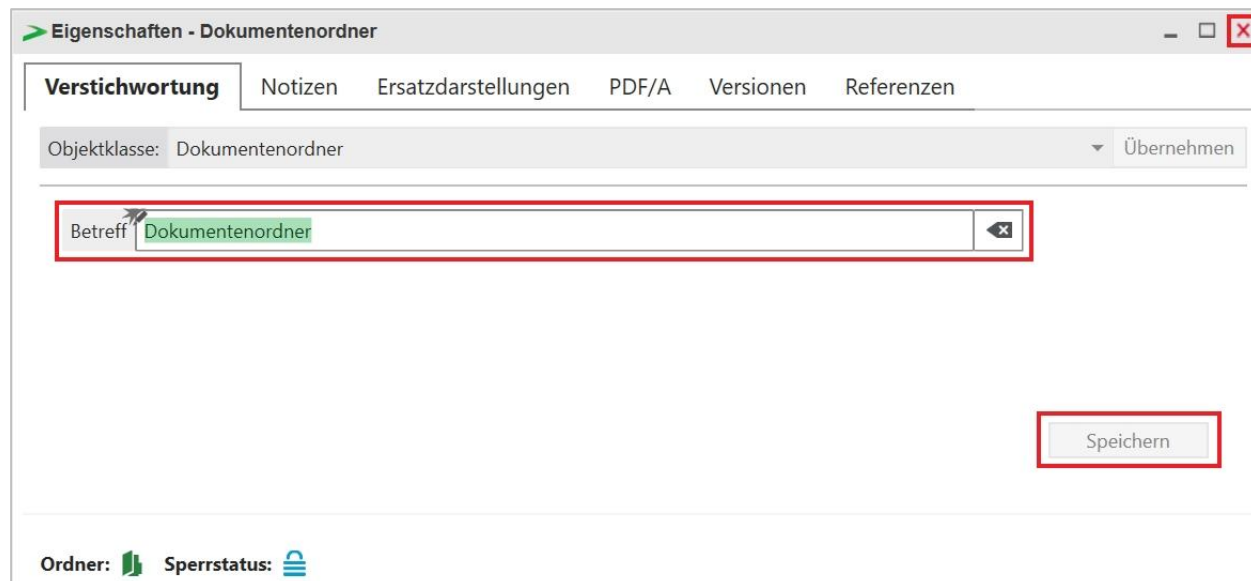 Eigenschaften - Dokumentenordner
Verstichwortung Notizen Ersatzdarstellungen PDF/A Versionen Referenzen
Objektklasse: Dokumentenordner Übernehmen
Betreff Dokumentenordner
Speichern
Ordner: Sperrstatus: